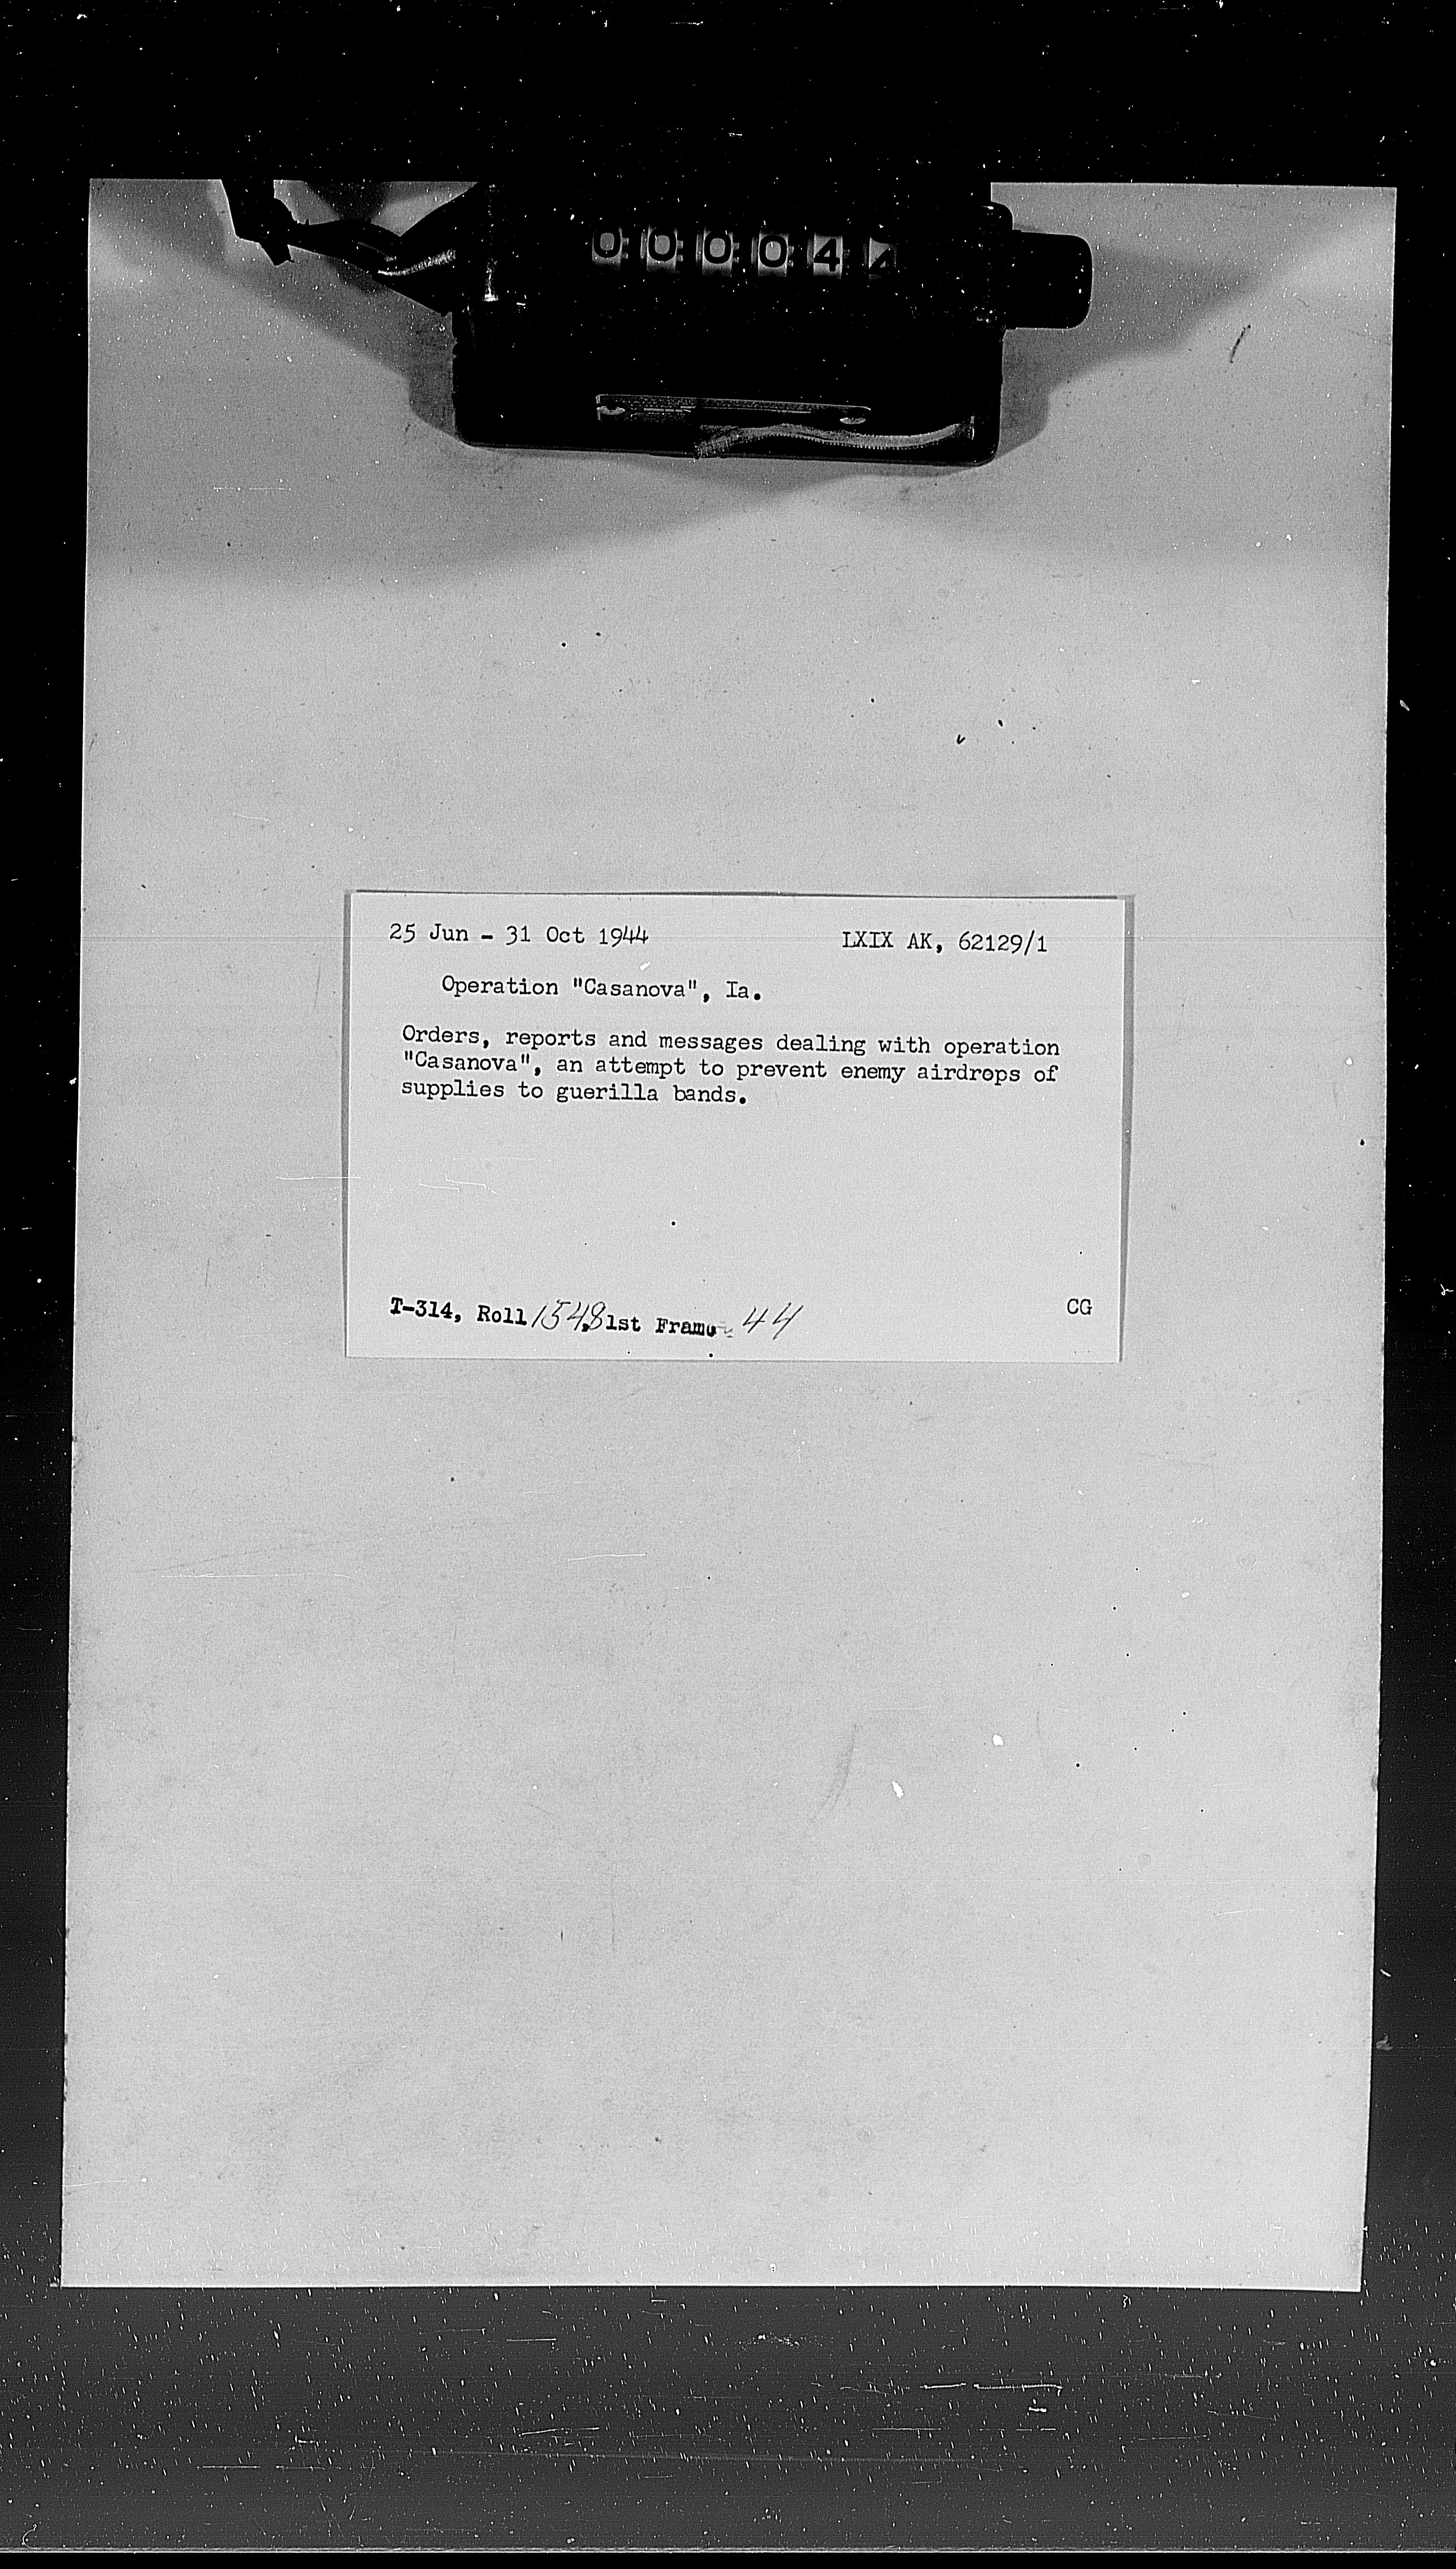 000044
25 Jun - 31 Oct 1944 LXIX AK, 62129/1
Operation "Casanova", Ia.
Orders, reports and messages dealing with operation
"Casanova", an attempt to prevent enemy airdrops of
supplies to guerilla bands.
T-314, Roll 1548, 1st Frame 44 CG